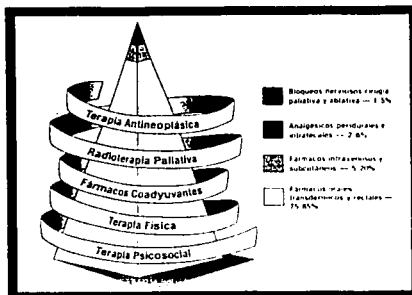 Terapia Antineoplásica
Radioterapia Paliativa
Fármacos Coadyuvantes
Terapia Física
Terapia Psicosocial
Bloqueos nerviosos cirugía
paliativa y ablativa — 1.5%
Analgésicos peridurales e
intratecales -- 2.6%
Fármacos intravenosos y
subcutáneos — 5.20%
Fármacos orales
transdérmicos y rectales —
75.85%